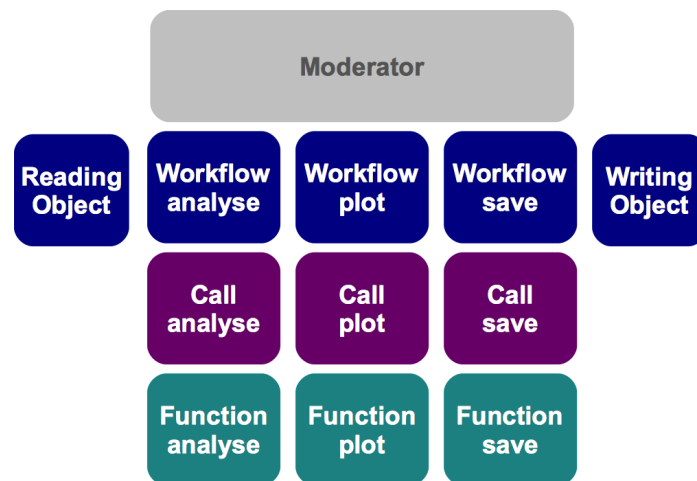 Moderator
Reading
Object
Workflow
analyse
Workflow
plot
Workflow
save
Writing
Object
Call
analyse
Call
plot
Call
save
Function
analyse
Function
plot
Function
save